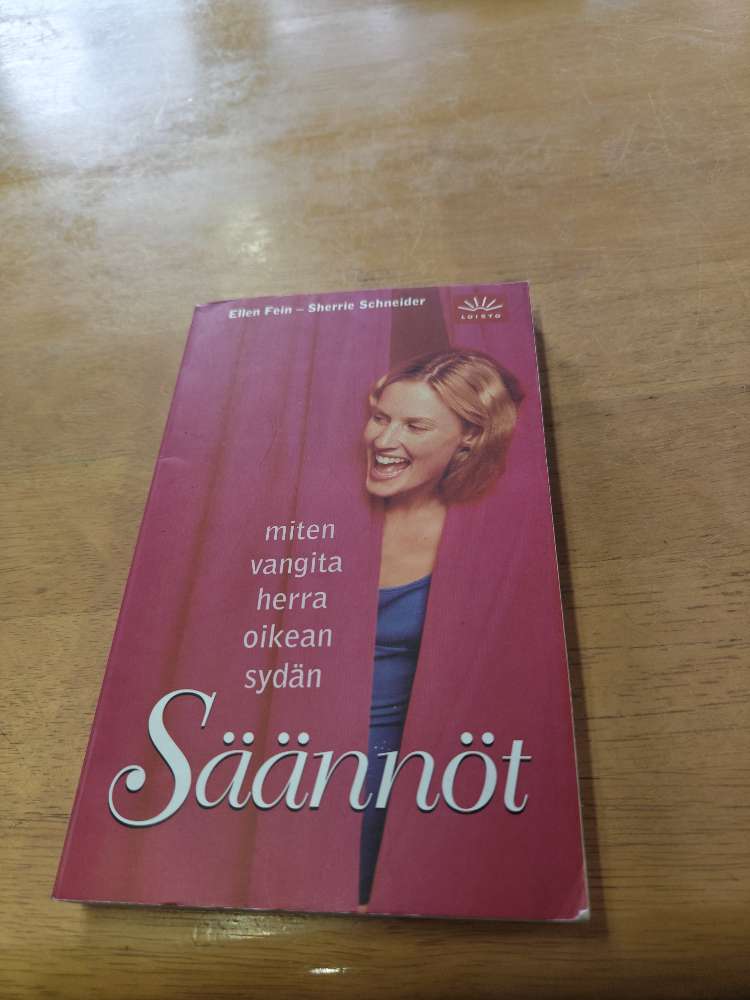 Ellen Fein – Sherrie Schneider
LOISTO
miten
vangita
herra
oikean
sydän
Säännöt